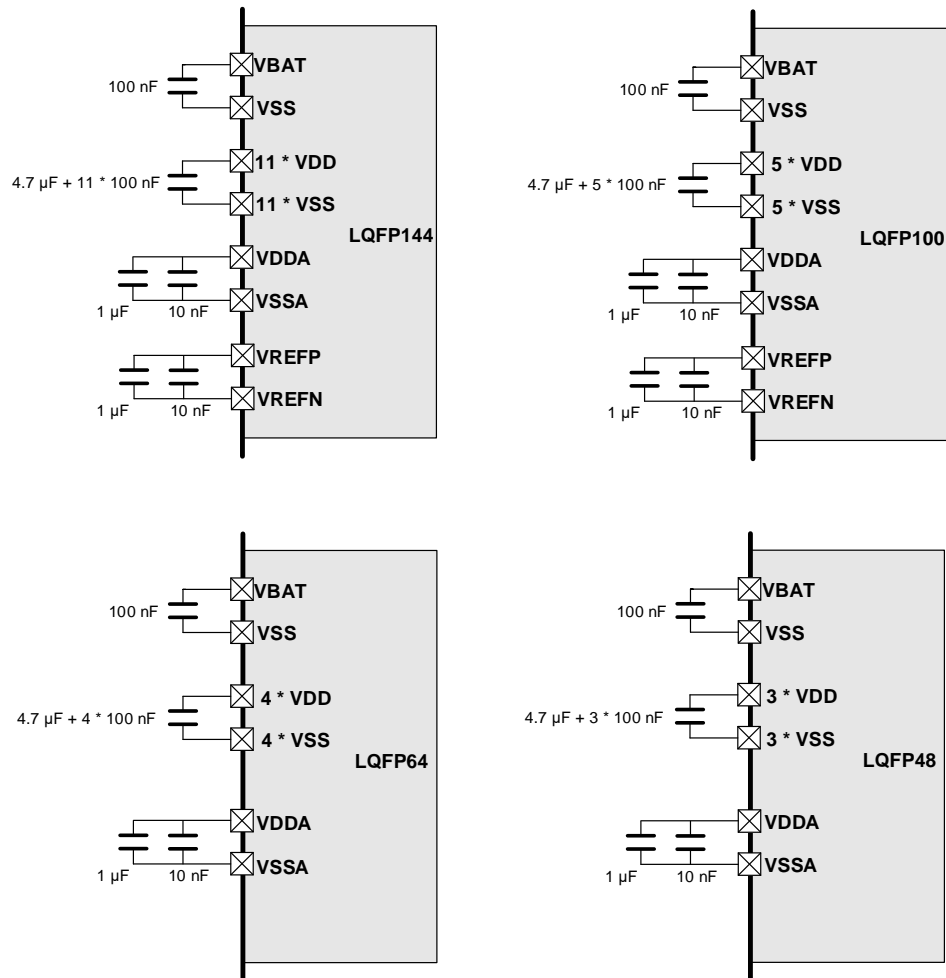 VBAT
100 nF
VSS
11 * VDD
4.7 µF + 11 * 100 nF
11 * VSS
LQFP144
VDDA
VSSA
1 µF
10 nF
VREFP
VREFN
1 µF
10 nF
VBAT
100 nF
VSS
5 * VDD
4.7 µF + 5 * 100 nF
5 * VSS
LQFP100
VDDA
VSSA
1 µF
10 nF
VREFP
VREFN
1 µF
10 nF
VBAT
100 nF
VSS
4 * VDD
4.7 µF + 4 * 100 nF
4 * VSS
LQFP64
VDDA
VSSA
1 µF
10 nF
VBAT
100 nF
VSS
3 * VDD
4.7 µF + 3 * 100 nF
3 * VSS
LQFP48
VDDA
VSSA
1 µF
10 nF